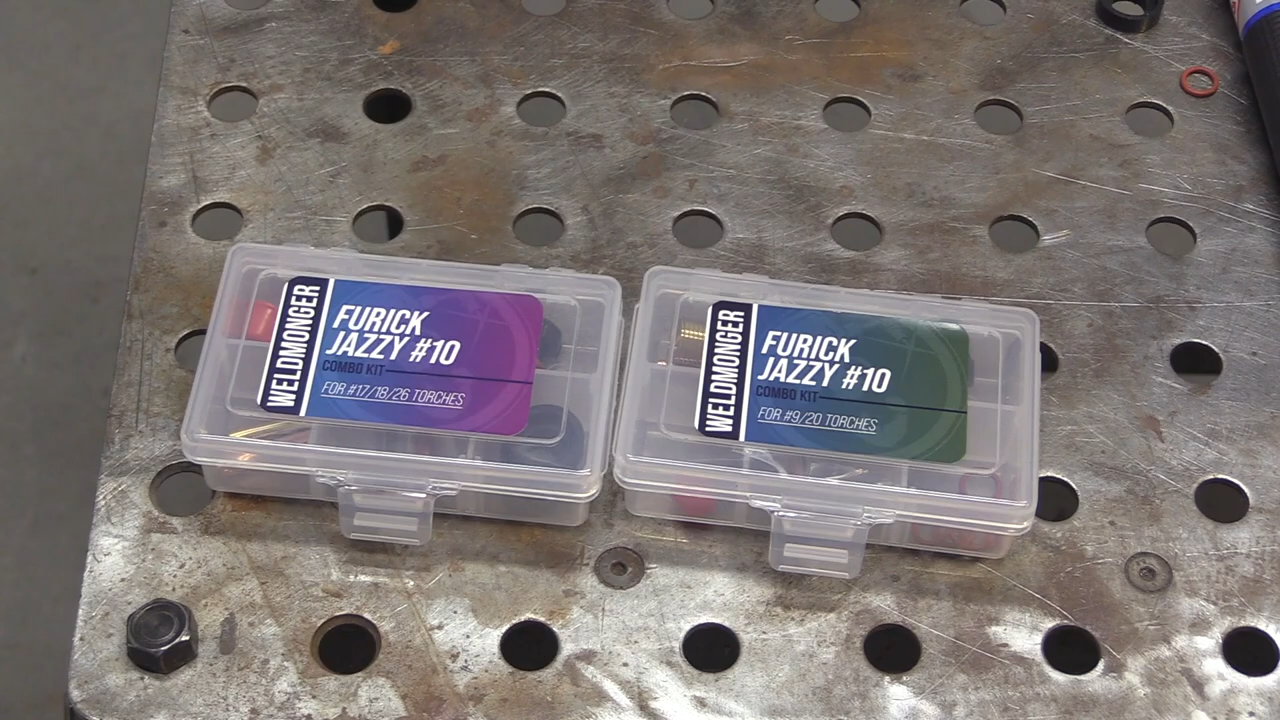 WELDMONGER
FURICK
JAZZY #10
COMBO KIT
FOR #17/18/26 TORCHES
WELDMONGER
FURICK
JAZZY #10
COMBO KIT
FOR #9/20 TORCHES